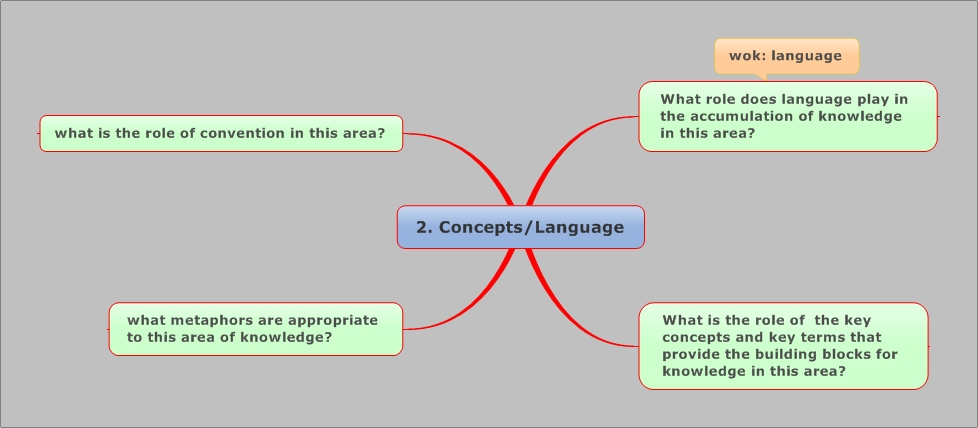 wok: language
What role does language play in
the accumulation of knowledge
in this area?
what is the role of convention in this area?
2. Concepts/Language
what metaphors are appropriate
to this area of knowledge?
What is the role of  the key
concepts and key terms that
provide the building blocks for
knowledge in this area?